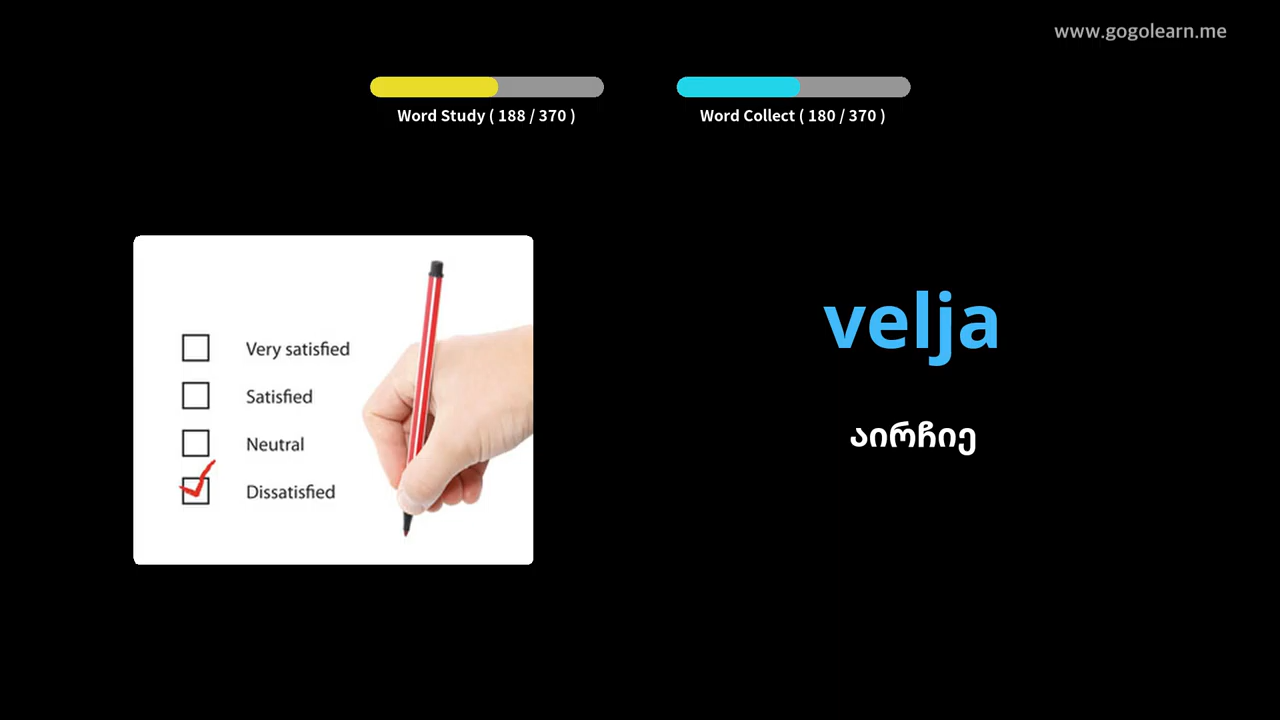 www.gogolearn.me
Word Study ( 188 / 370 )
Word Collect ( 180 / 370 )
Very satisfied
Satisfied
Neutral
Dissatisfied
velja
აირჩიე